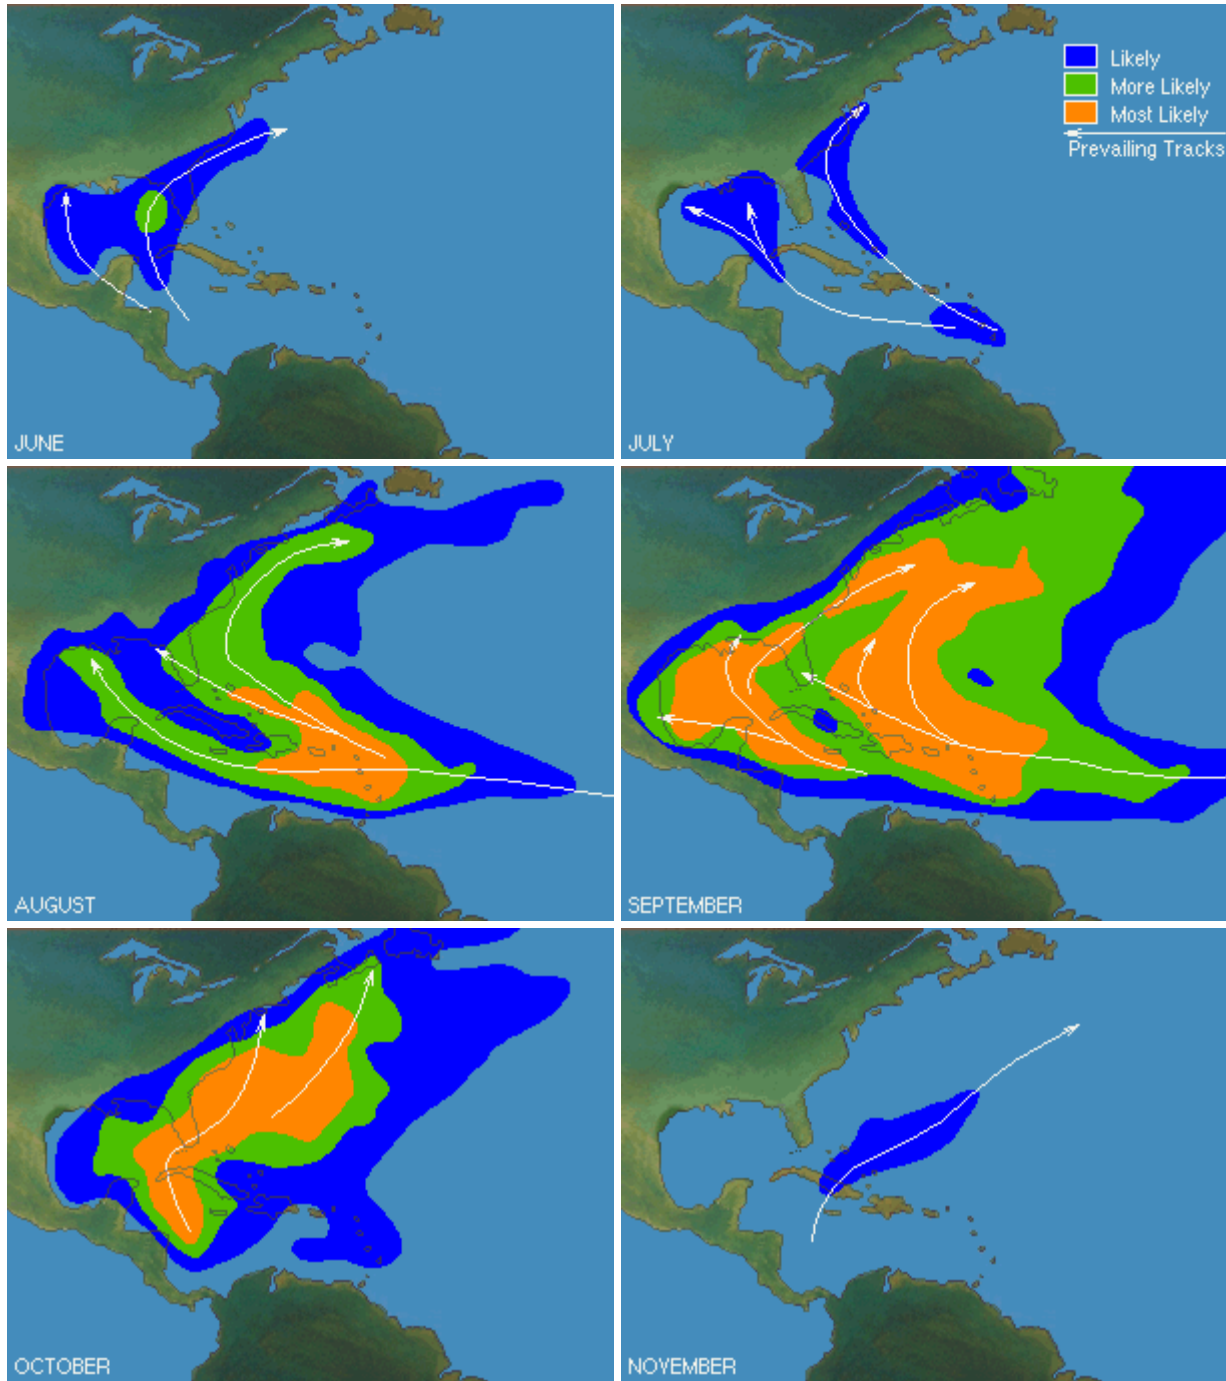 Likely
More Likely
Most Likely
Prevailing Tracks
JUNE
JULY
AUGUST
SEPTEMBER
OCTOBER
NOVEMBER